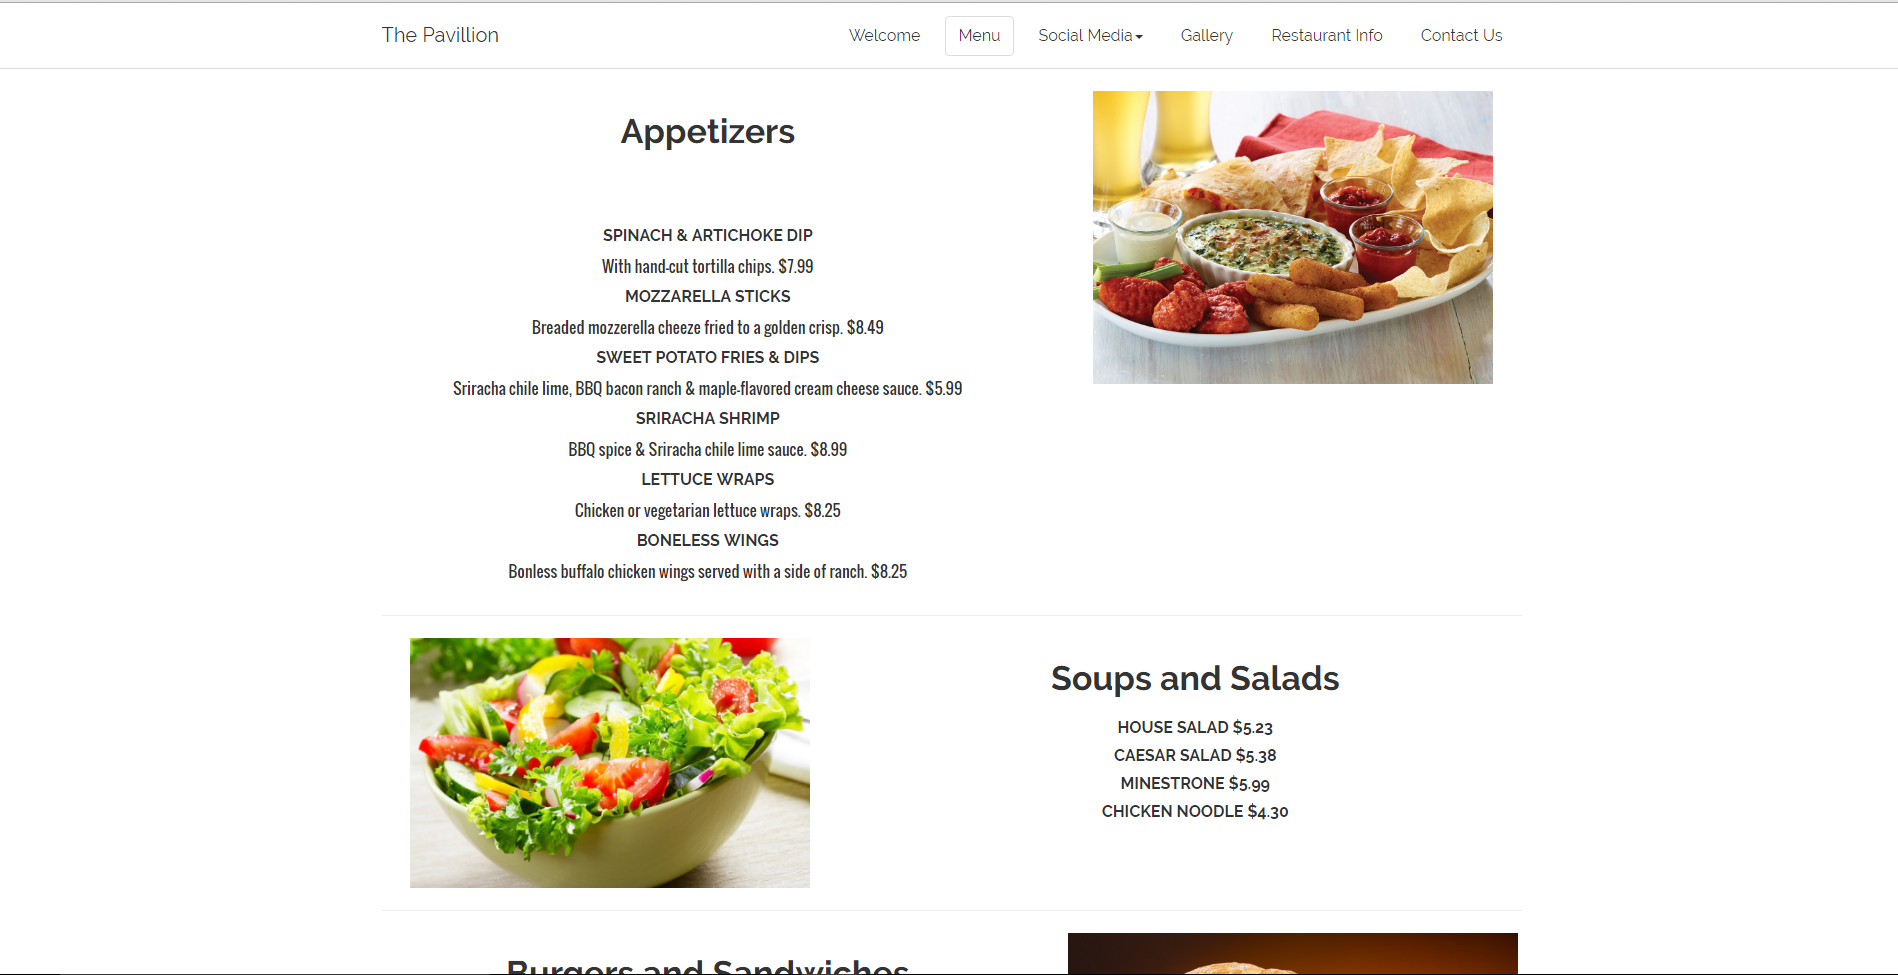 The Pavillion
Welcome
Menu
Social Media
Gallery
Restaurant Info
Contact Us
Appetizers
SPINACH & ARTICHOKE DIP
With hand-cut tortilla chips. $7.99
MOZZARELLA STICKS
Breaded mozzerella cheeze fried to a golden crisp. $8.49
SWEET POTATO FRIES & DIPS
Sriracha chile lime, BBQ bacon ranch & maple-flavored cream cheese sauce. $5.99
SRIRACHA SHRIMP
BBQ spice & Sriracha chile lime sauce. $8.99
LETTUCE WRAPS
Chicken or vegetarian lettuce wraps. $8.25
BONELESS WINGS
Bonless buffalo chicken wings served with a side of ranch. $8.25
Soups and Salads
HOUSE SALAD $5.23
CAESAR SALAD $5.38
MINESTRONE $5.99
CHICKEN NOODLE $4.30
Burgers and Sandwiches